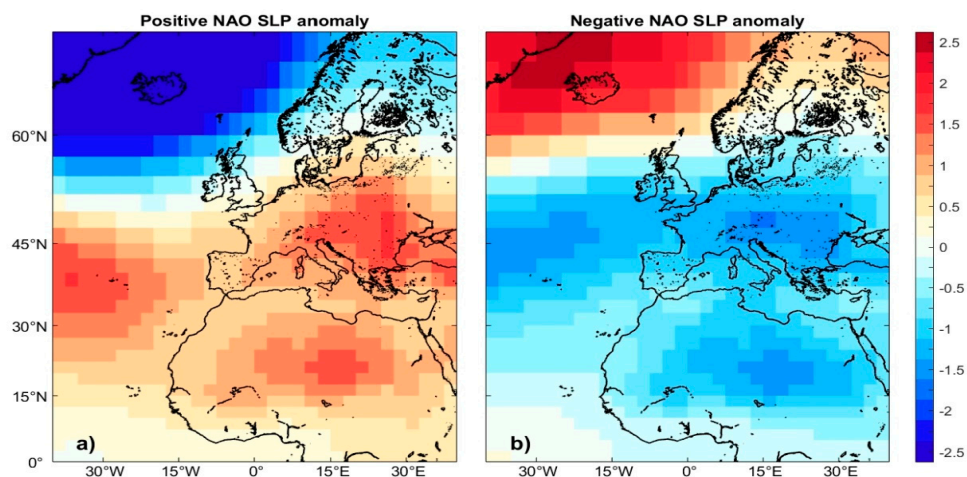 Positive NAO SLP anomaly
Negative NAO SLP anomaly
60°N
45°N
30°N
15°N
0°
a)
b)
30°W
15°W
0°
15°E
30°E
30°W
15°W
0°
15°E
30°E
2.5
2
1.5
1
0.5
0
-0.5
-1
-1.5
-2
-2.5